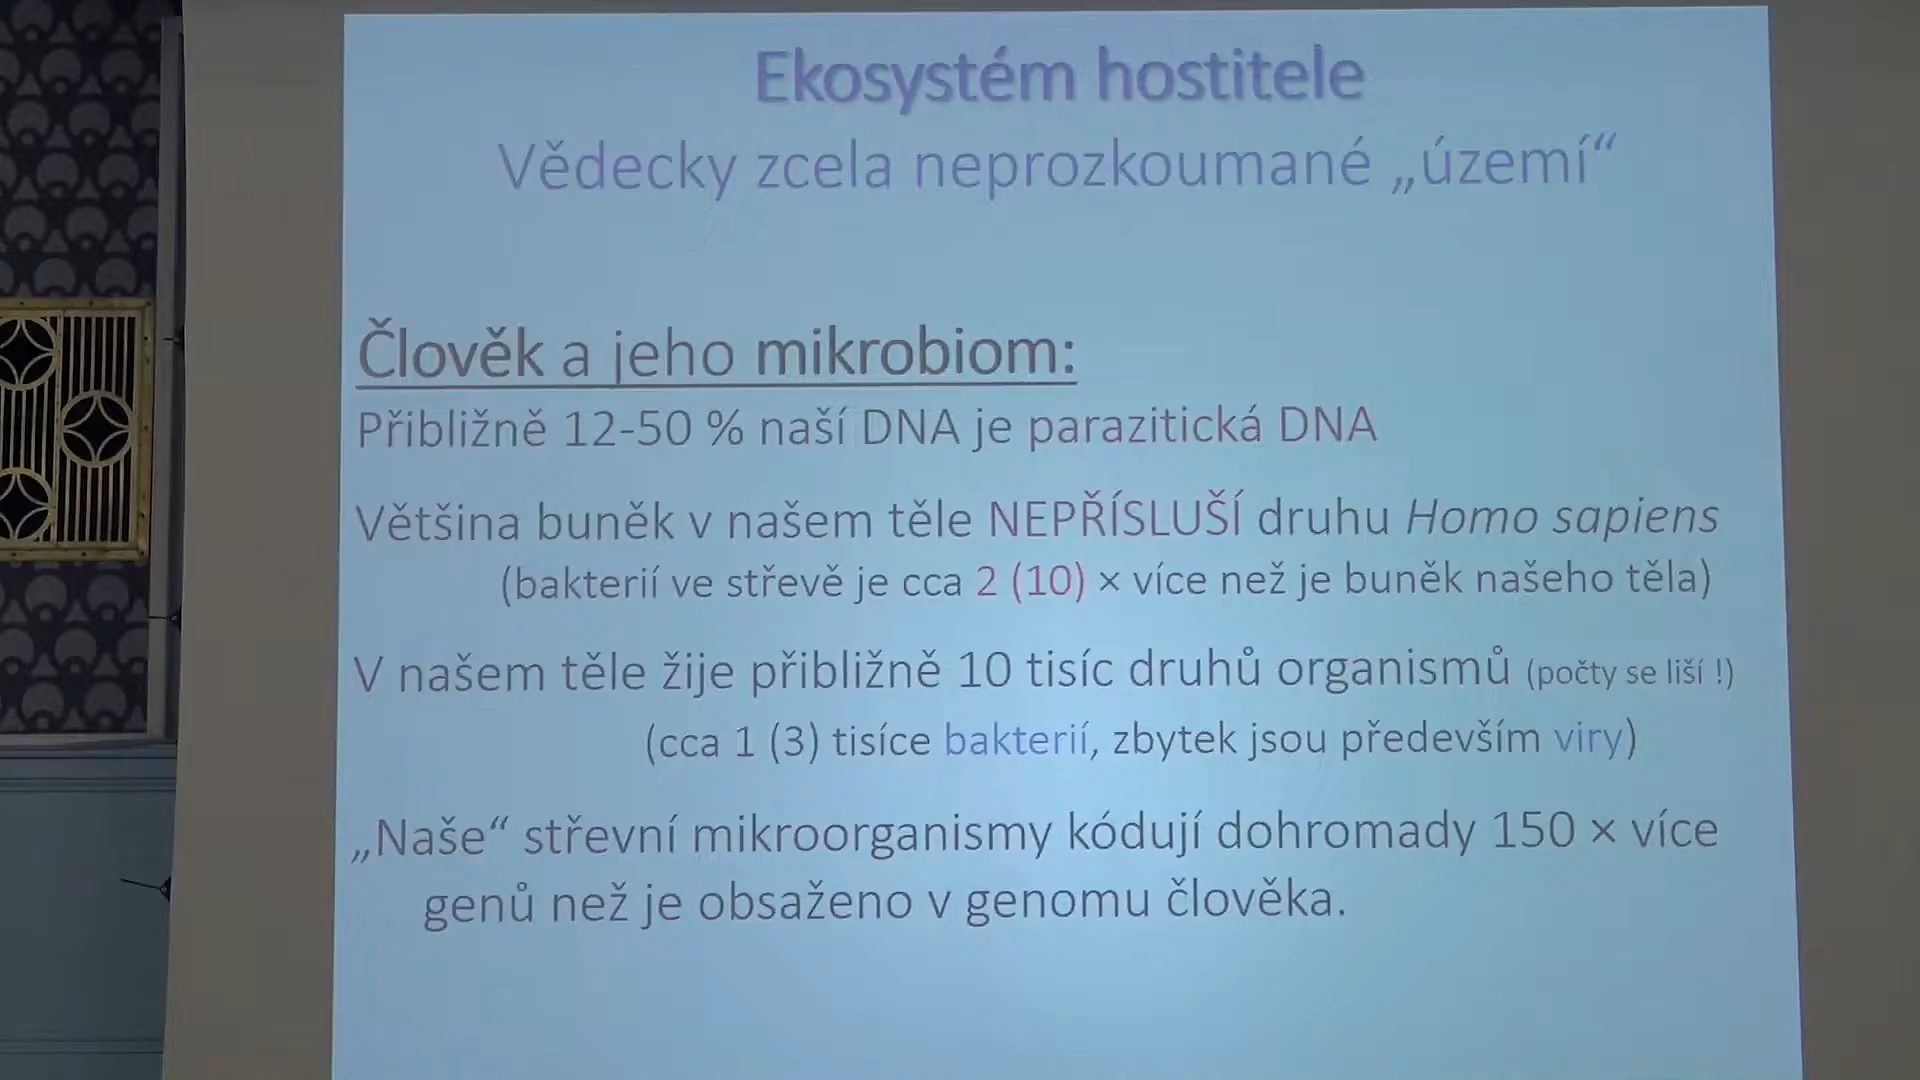 Ekosystém hostitele
Vědecky zcela neprozkoumané „území“
Člověk a jeho mikrobiom:
Přibližně 12-50 % naší DNA je parazitická DNA
Většina buněk v našem těle NEPŘÍSLUŠÍ druhu Homo sapiens
(bakterií ve střevě je cca 2 (10) × více než je buněk našeho těla)
V našem těle žije přibližně 10 tisíc druhů organismů (počty se liší !)
(cca 1 (3) tisíce bakterií, zbytek jsou především viry)
„Naše“ střevní mikroorganismy kódují dohromady 150 × více
genů než je obsaženo v genomu člověka.